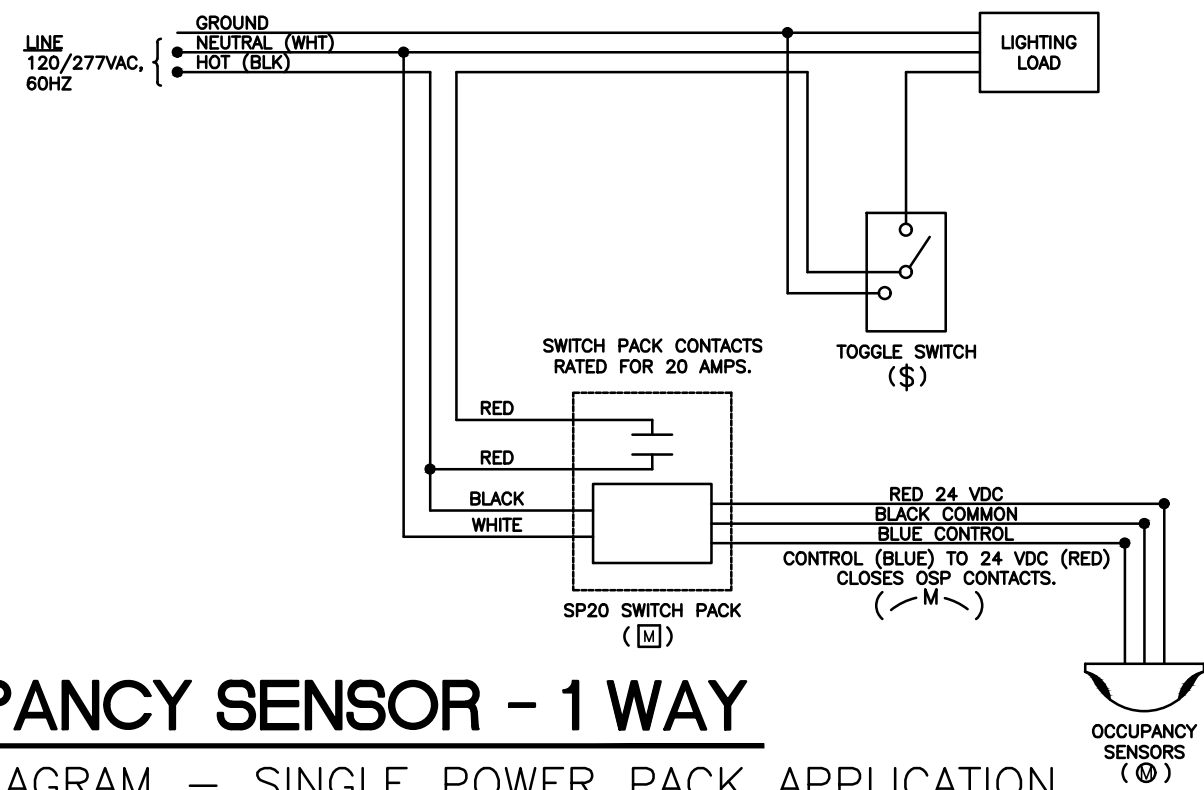 GROUND
LINE
120/277VAC,
60HZ
NEUTRAL (WHT)
HOT (BLK)
LIGHTING
LOAD
SWITCH PACK CONTACTS
RATED FOR 20 AMPS.
TOGGLE SWITCH
($)
RED
RED
BLACK
WHITE
RED 24 VDC
BLACK COMMON
BLUE CONTROL
CONTROL (BLUE) TO 24 VDC (RED)
CLOSES OSP CONTACTS.
(M)
SP20 SWITCH PACK
(M)
PANCY SENSOR - 1 WAY
OCCUPANCY
SENSORS
(M)
AGRAM - SINGLE POWER PACK APPLICATION